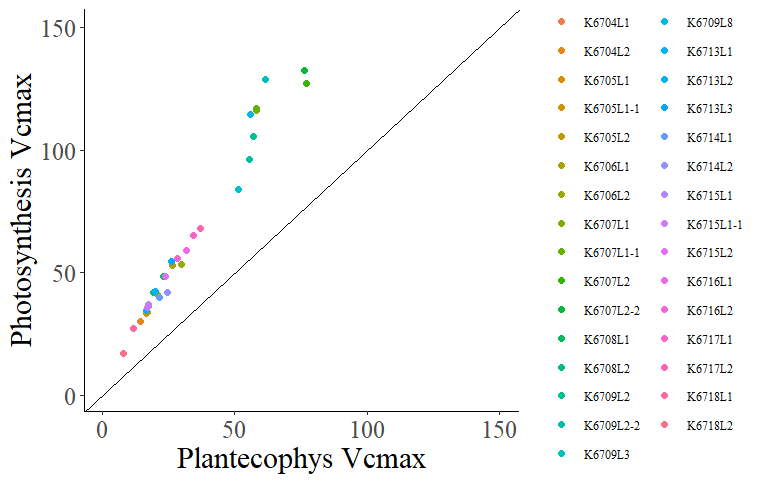 150
100
50
0
Photosynthesis Vcmax
0 50 100 150
Plantecophys Vcmax
K6704L1
K6704L2
K6705L1
K6705L1-1
K6705L2
K6706L1
K6706L2
K6707L1
K6707L1-1
K6707L2
K6707L2-2
K6708L1
K6708L2
K6709L2
K6709L2-2
K6709L3
K6709L8
K6713L1
K6713L2
K6713L3
K6714L1
K6714L2
K6715L1
K6715L1-1
K6715L2
K6716L1
K6716L2
K6717L1
K6717L2
K6718L1
K6718L2